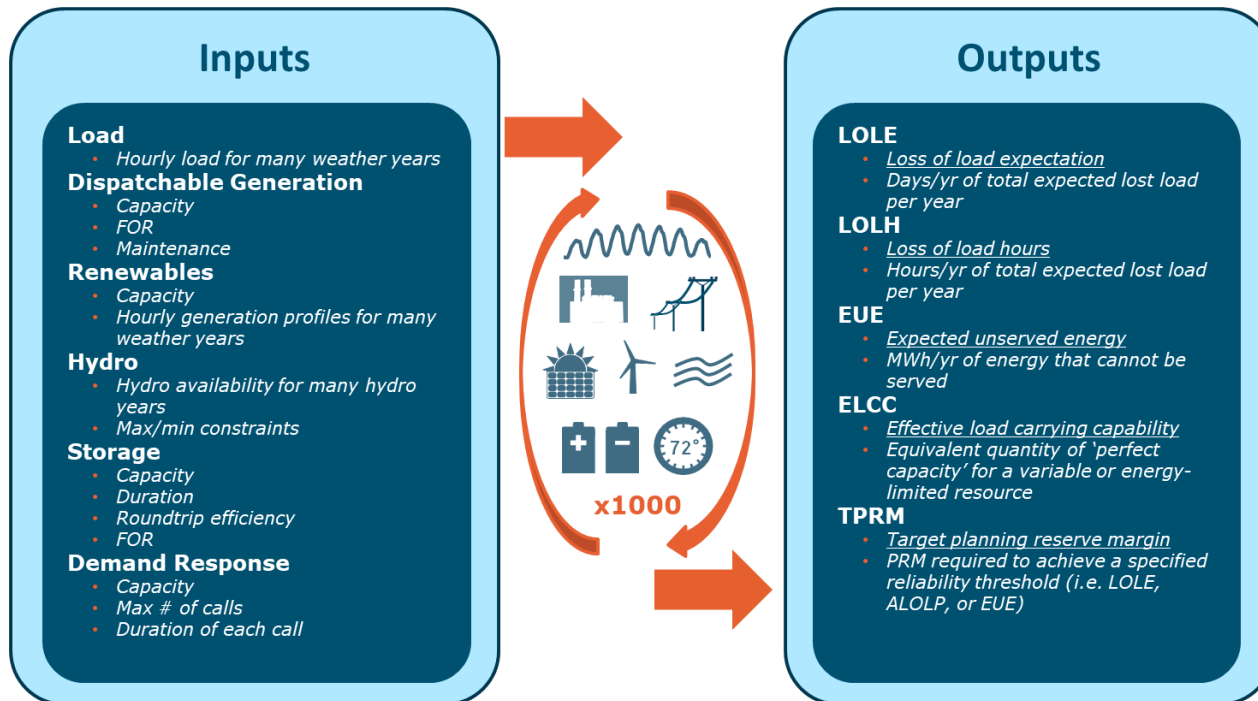 Inputs
Load
• Hourly load for many weather years
Dispatchable Generation
• Capacity
• FOR
• Maintenance
Renewables
• Capacity
• Hourly generation profiles for many
weather years
Hydro
• Hydro availability for many hydro
years
• Max/min constraints
Storage
• Capacity
• Duration
• Roundtrip efficiency
• FOR
Demand Response
• Capacity
• Max # of calls
• Duration of each call
+ −
72°
x1000
Outputs
LOLE
• Loss of load expectation
• Days/yr of total expected lost load
per year
LOLH
• Loss of load hours
• Hours/yr of total expected lost load
per year
EUE
• Expected unserved energy
• MWh/yr of energy that cannot be
served
ELCC
• Effective load carrying capability
• Equivalent quantity of ‘perfect
capacity’ for a variable or energy-
limited resource
TPRM
• Target planning reserve margin
• PRM required to achieve a specified
reliability threshold (i.e. LOLE,
ALOLP, or EUE)